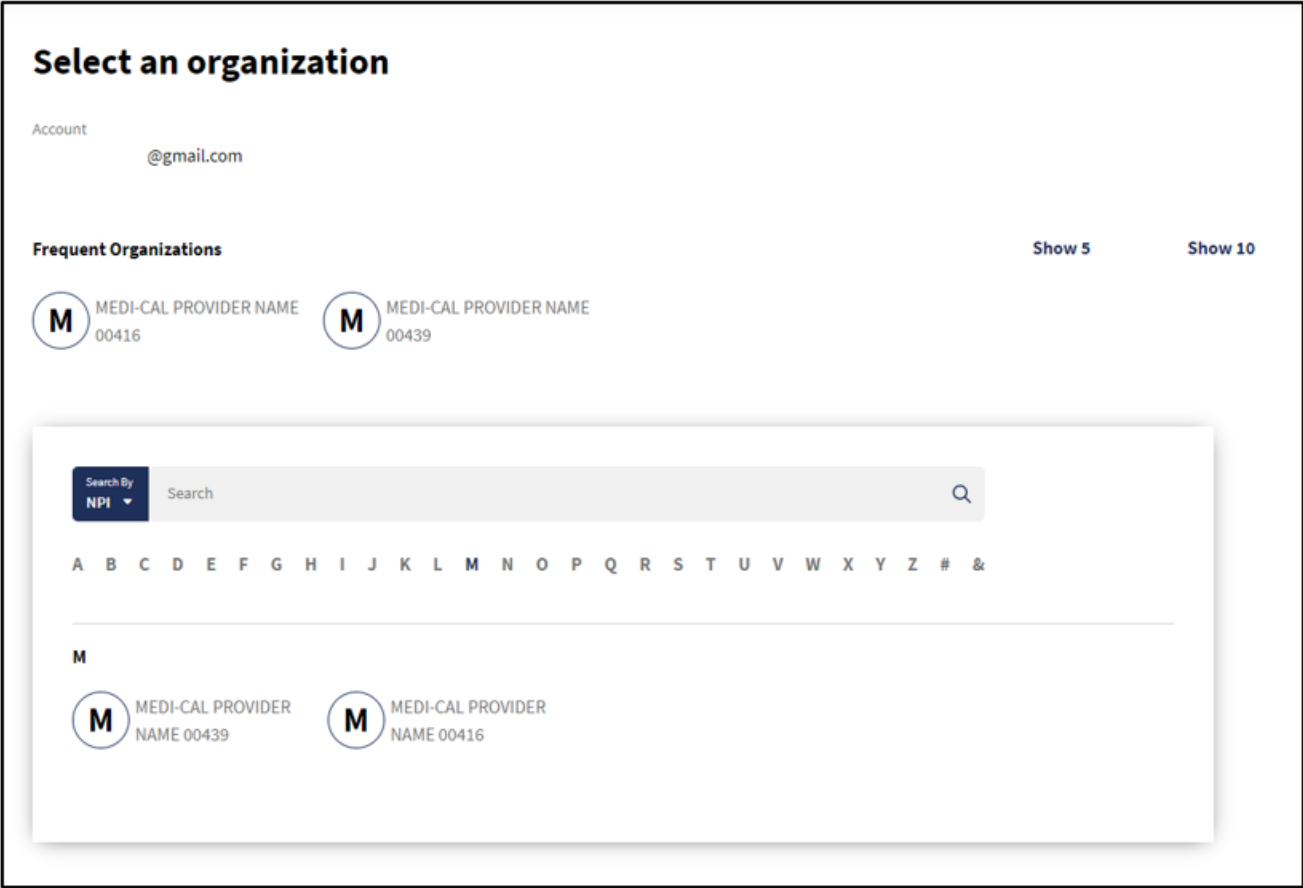 Select an organization
Account
@gmail.com
Frequent Organizations Show 5 Show 10
M MEDI-CAL PROVIDER NAME 00416
M MEDI-CAL PROVIDER NAME 00439
Search By
NPI
Search
A B C D E F G H I J K L M N O P Q R S T U V W X Y Z # &
M
M MEDI-CAL PROVIDER
NAME 00439
M MEDI-CAL PROVIDER
NAME 00416